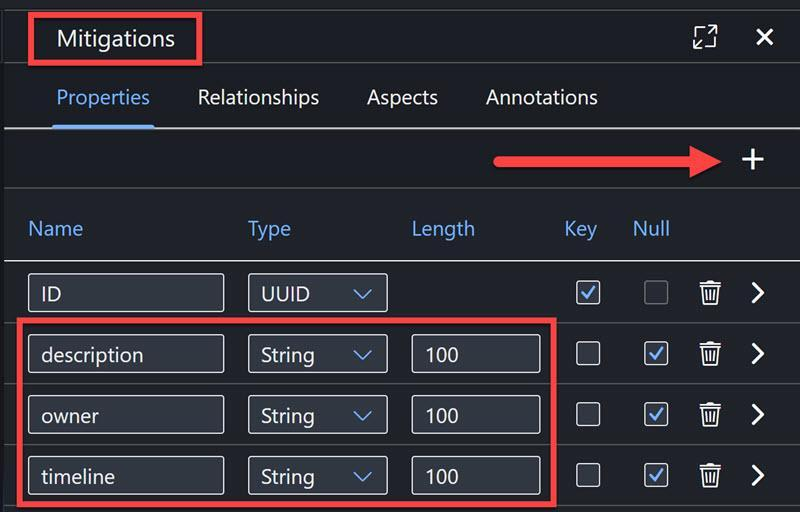 Mitigations
Properties Relationships Aspects Annotations
Name Type Length Key Null
ID UUID
description String 100
owner String 100
timeline String 100